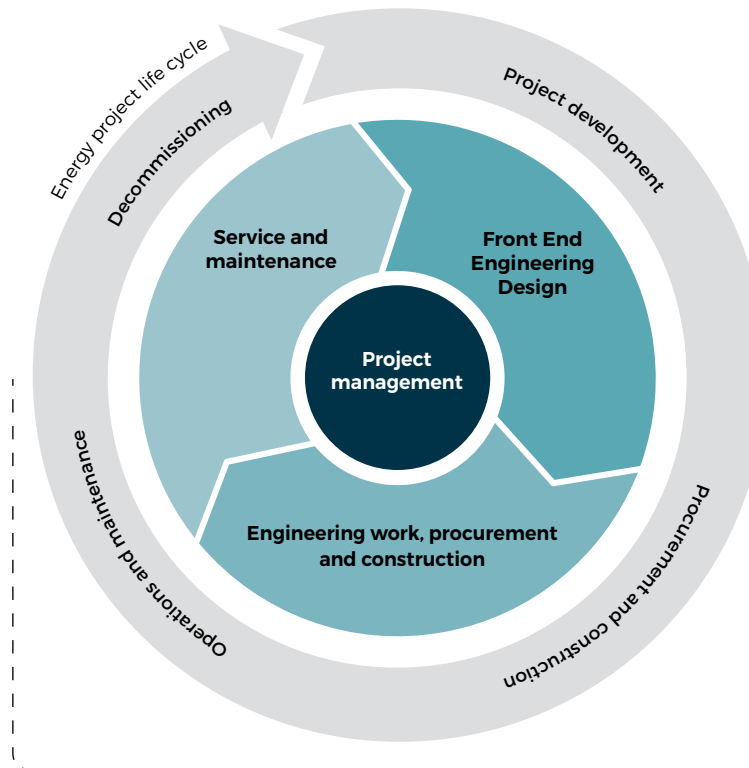 Energy project life cycle
Decommissioning
Project development
Service and
maintenance
Front End
Engineering
Design
Project
management
Engineering work, procurement
and construction
Operations and maintenance
Procurement and construction